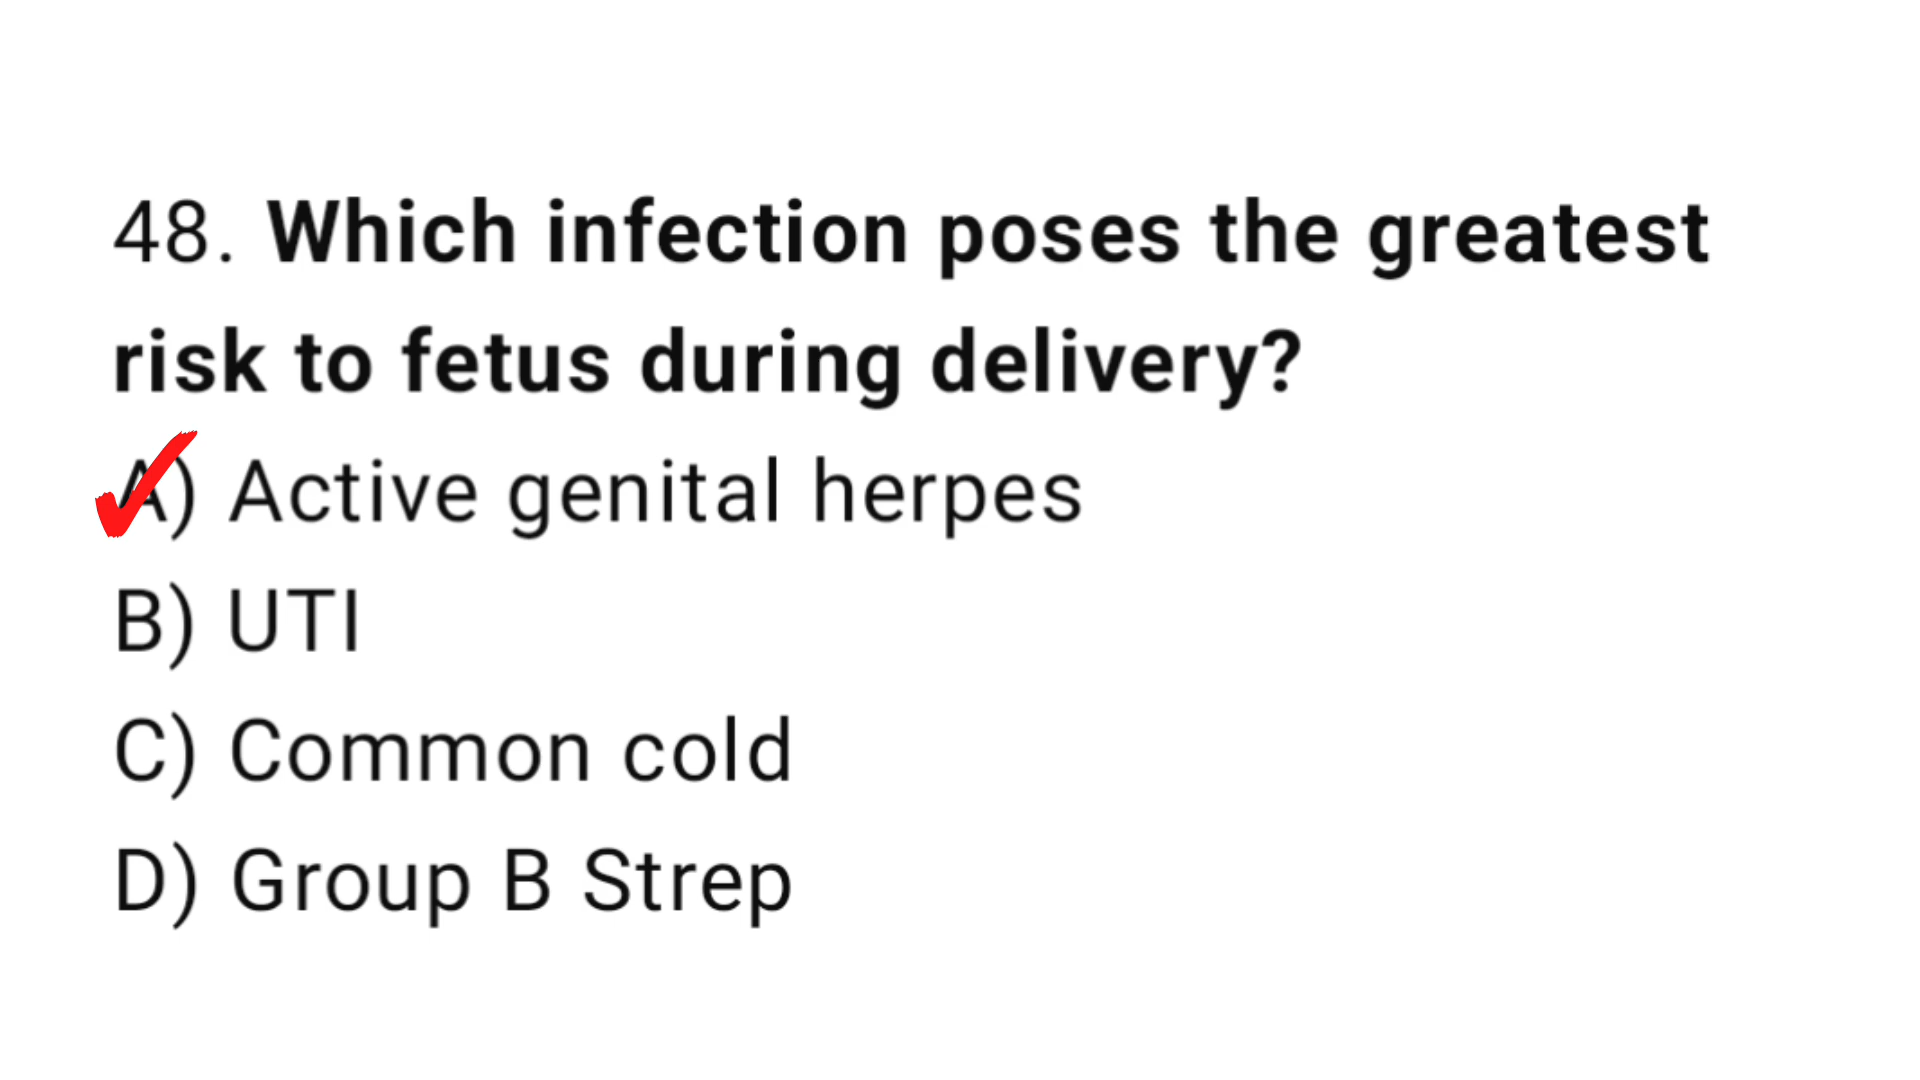 48. Which infection poses the greatest
risk to fetus during delivery?
A) Active genital herpes
B) UTI
C) Common cold
D) Group B Strep